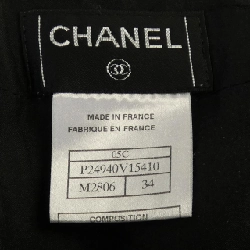 CHANEL
MADE IN FRANCE
FABRIQUE EN FRANCE
05C
P24940V15410
M2806 34
COMPOSITION